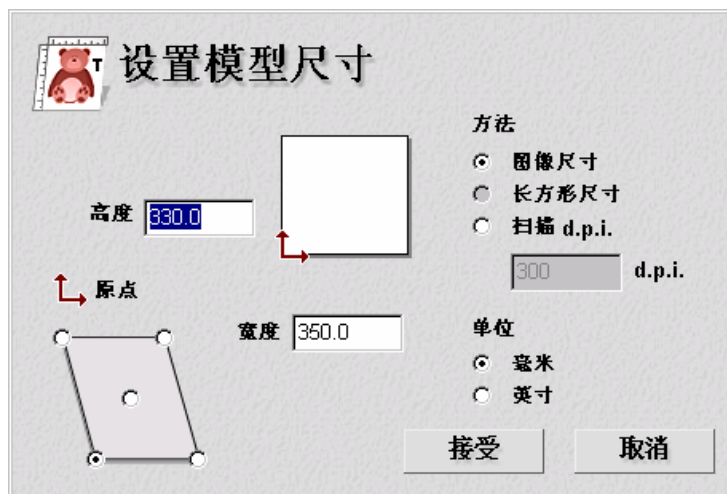 T
设置模型尺寸
方法
图像尺寸
长方形尺寸
扫描 d.p.i.
300 d.p.i.
高度 330.0
原点
宽度 350.0
单位
毫米
英寸
接受
取消